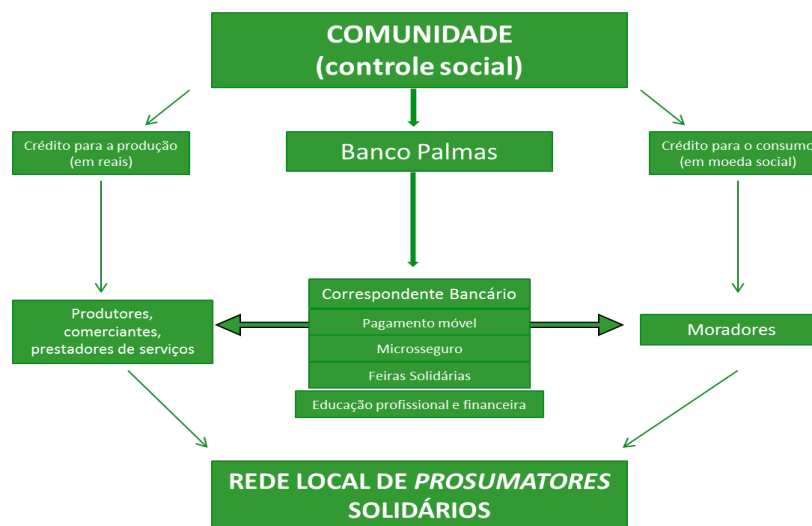 COMUNIDADE
(controle social)
Crédito para a produção
(em reais)
Banco Palmas
Crédito para o consumo
(em moeda social)
Produtores,
comerciantes,
prestadores de serviços
Correspondente Bancário
Pagamento móvel
Microsseguro
Feiras Solidárias
Educação profissional e financeira
Moradores
REDE LOCAL DE PROSUMATORES
SOLIDÁRIOS